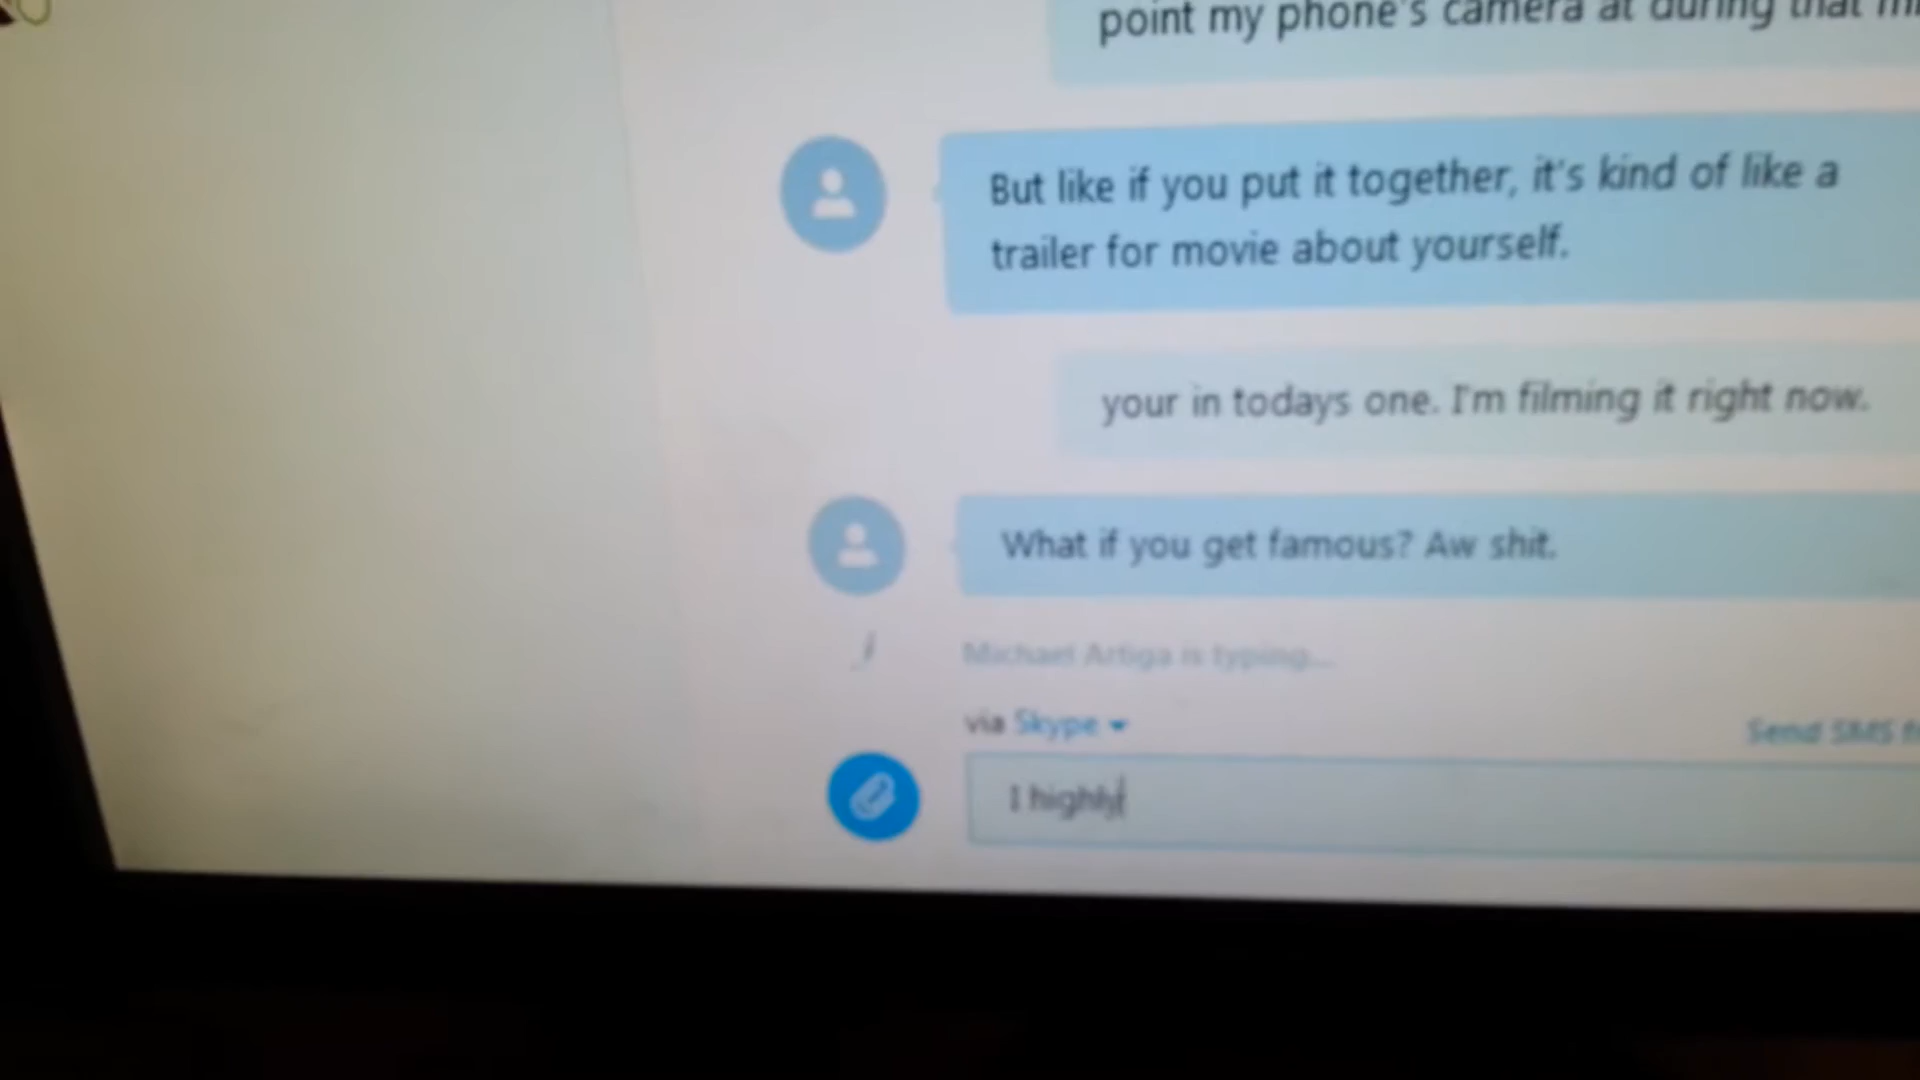 point my phone's camera at during that
But like if you put it together, it's kind of like a
trailer for movie about yourself.
your in todays one. I'm filming it right now.
What if you get famous? Aw shit.
Michael Artiga is typing...
via Skype
Send SMS
I highly